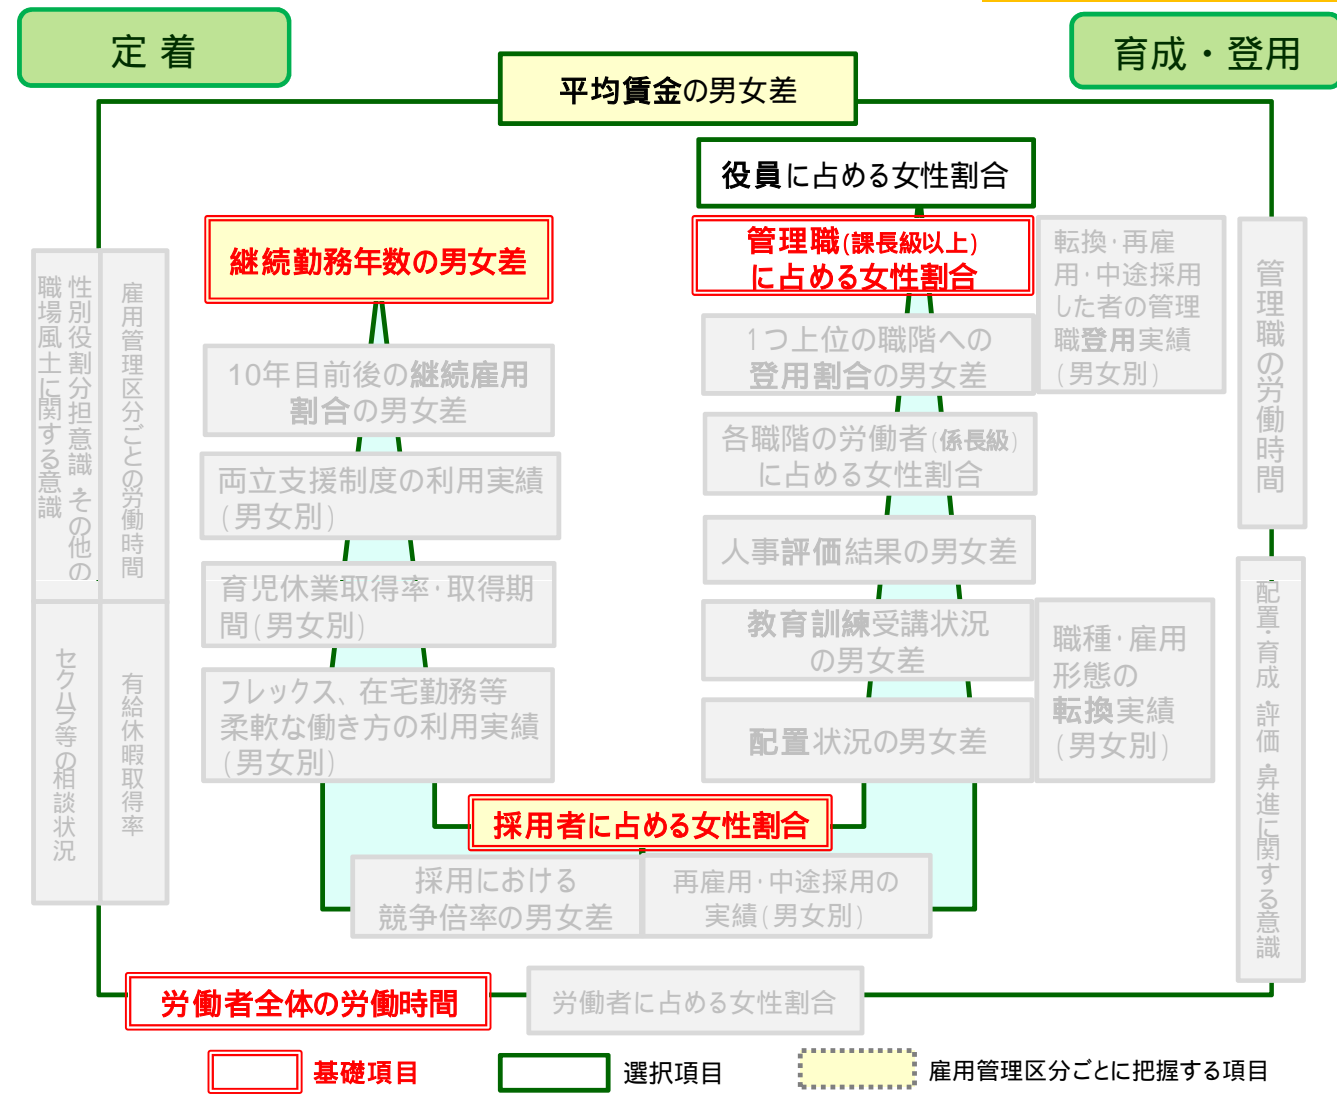 定 着
育成・登用
平均賃金の男女差
役員に占める女性割合
継続勤務年数の男女差
管理職(課長級以上)
に占める女性割合
転換・再雇
用・中途採用
した者の管理
職登用実績
(男女別)
管理職の労働時間
性別役割分担意識・その他の
職場風土に関する意識
雇用管理区分ごとの労働時間
10年目前後の継続雇用
割合の男女差
1つ上位の職階への
登用割合の男女差
両立支援制度の利用実績
(男女別)
各職階の労働者(係長級)
に占める女性割合
人事評価結果の男女差
育児休業取得率・取得期
間(男女別)
教育訓練受講状況
の男女差
職種・雇用
形態の
転換実績
(男女別)
配置・育成・評価・昇進に関する意識
セクハラ等の相談状況
有給休暇取得率
フレックス、在宅勤務等
柔軟な働き方の利用実績
(男女別)
配置状況の男女差
採用者に占める女性割合
採用における
競争倍率の男女差
再雇用・中途採用の
実績(男女別)
労働者全体の労働時間
労働者に占める女性割合
基礎項目
選択項目
雇用管理区分ごとに把握する項目